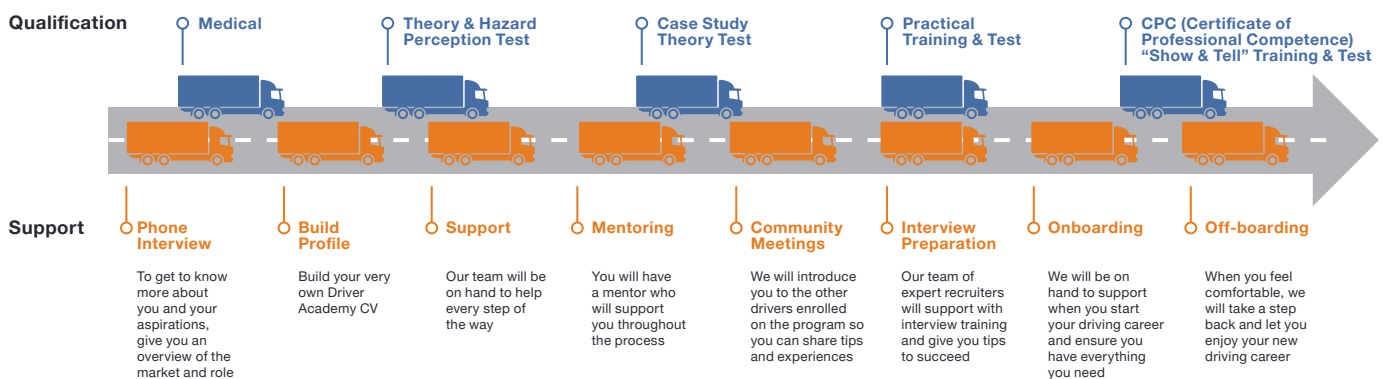 Qualification
Medical
Theory & Hazard
Perception Test
Case Study
Theory Test
Practical
Training & Test
CPC (Certificate of
Professional Competence)
“Show & Tell” Training & Test
Support
Phone
Interview
To get to know
more about
you and your
aspirations,
give you an
overview of the
market and role
Build
Profile
Build your very
own Driver
Academy CV
Support
Our team will be
on hand to help
every step of
the way
Mentoring
You will have
a mentor who
will support
you throughout
the process
Community
Meetings
We will introduce
you to the other
drivers enrolled
on the program so
you can share tips
and experiences
Interview
Preparation
Our team of
expert recruiters
will support with
interview training
and give you tips
to succeed
Onboarding
We will be on
hand to support
when you start
your driving career
and ensure you
have everything
you need
Off-boarding
When you feel
comfortable, we
will take a step
back and let you
enjoy your new
driving career